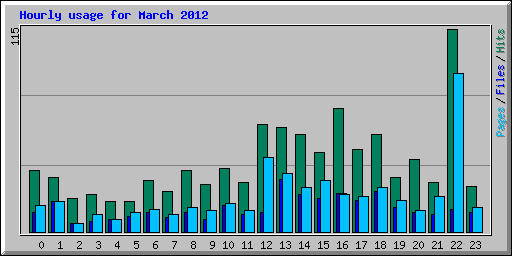 Hourly usage for March 2012
115
Pages/Files/Hits
0 1 2 3 4 5 6 7 8 9 10 11 12 13 14 15 16 17 18 19 20 21 22 23